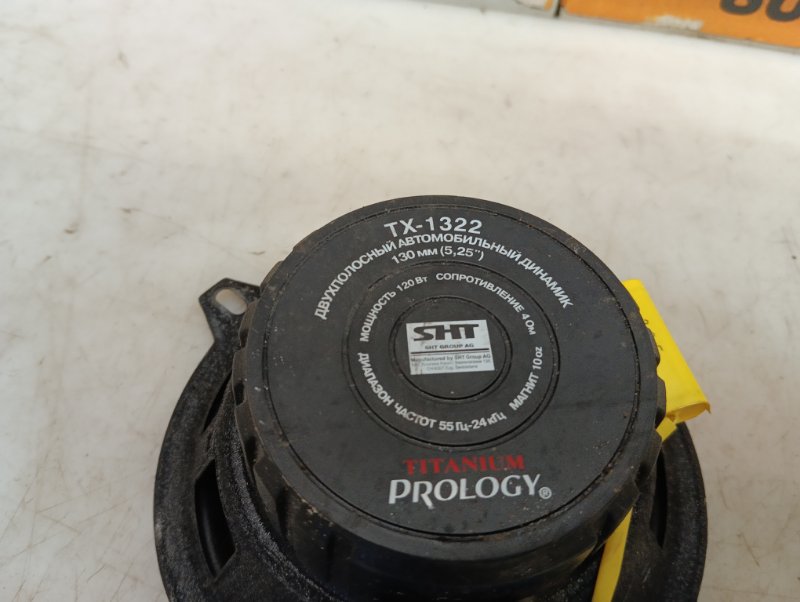 TX-1322
ДВУХПОЛОСНЫЙ АВТОМОБИЛЬНЫЙ ДИНАМИК
130 мм (5,25")
МОЩНОСТЬ 120 Вт СОПРОТИВЛЕНИЕ 4 Ом
SHT
SHT GROUP AG
Manufactured by SHT Group AG
ДИАПАЗОН ЧАСТОТ 55 Гц-24 кГц МАГНИТ 10 oz
TITANIUM
PROLOGY®